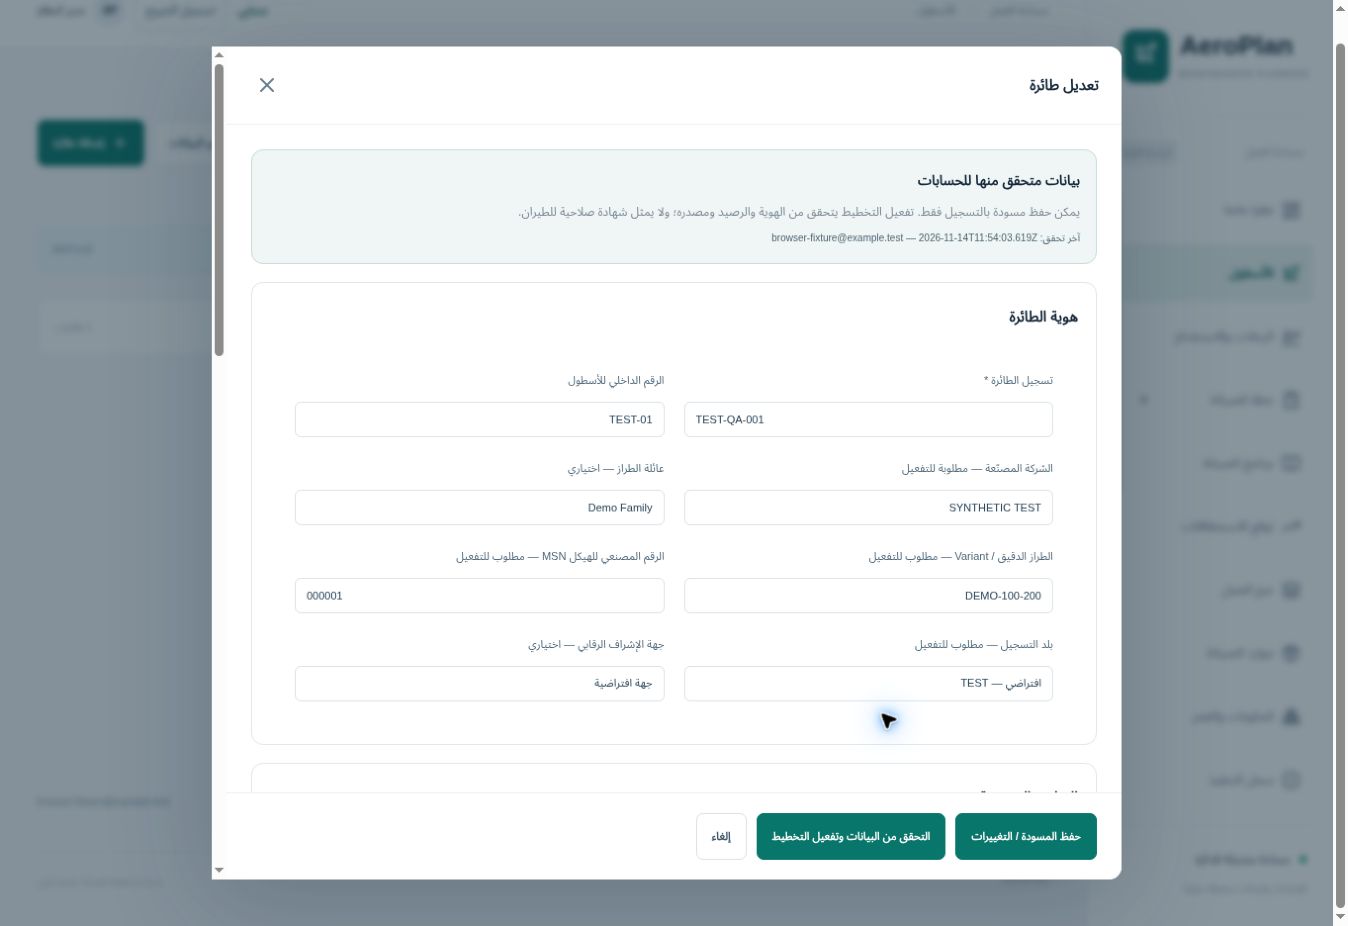 AeroPlan
تعديل طائرة
بيانات متحقق منها للحسابات
يمكن حفظ مسودة بالتسجيل فقط. تفعيل التخطيط يتحقق من الهوية والرصيد ومصدره؛ ولا يمثل شهادة صلاحية للطيران.
آخر تحقق: browser-fixture@example.test — 2026-11-14T11:54:03.619Z
هوية الطائرة
تسجيل الطائرة *
الرقم الداخلي للأسطول
TEST-QA-001
TEST-01
الشركة المصنّعة — مطلوبة للتفعيل
عائلة الطراز — اختياري
SYNTHETIC TEST
Demo Family
الطراز الدقيق / Variant — مطلوب للتفعيل
الرقم المصنعي للهيكل MSN — مطلوب للتفعيل
DEMO-100-200
000001
بلد التسجيل — مطلوب للتفعيل
جهة الإشراف الرقابي — اختياري
افتراضي — TEST
جهة افتراضية
حفظ المسودة / التغييرات
التحقق من البيانات وتفعيل التخطيط
إلغاء